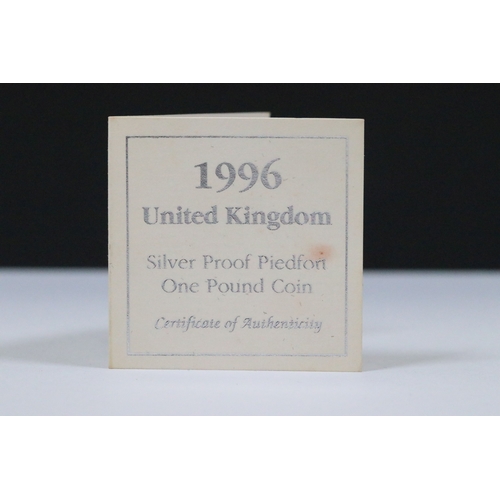 1996
United Kingdom
Silver Proof Piedfort
One Pound Coin
Certificate of Authenticity